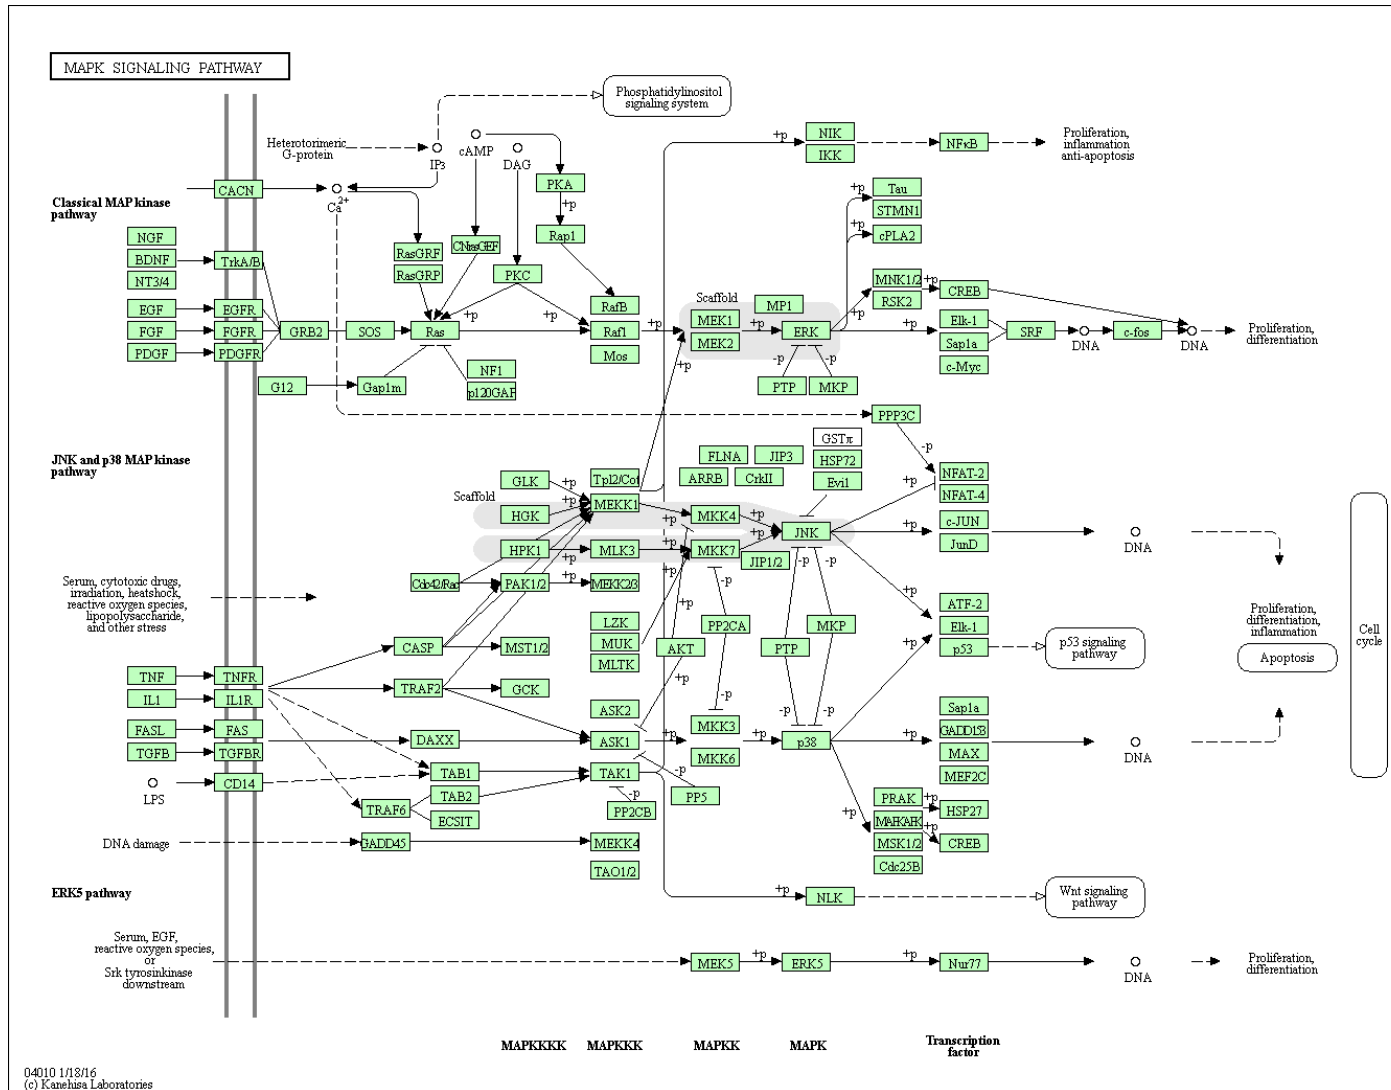 MAPK SIGNALING PATHWAY
Phosphatidylinositol
signaling system
Heterotorimeric
G-protein
IP3
cAMP
DAG
NIK
IKK
+p
NFκB
Proliferation,
inflammation
anti-apoptosis
CACN
Ca2+
PKA
+p
Tau
STMN1
+p
Classical MAP kinase
pathway
NGF
BDNF
NT3/4
TrkA/B
RasGRF
RasGRP
CNrasGEF
PKC
Rap1
cPLA2
+p
MNK1/2
RSK2
+p
CREB
EGF
EGFR
FGF
FGFR
PDGF
PDGFR
GRB2
SOS
Ras
+p
+p
RafB
Raf1
Mos
+p
Scaffold
MEK1
MEK2
MP1
+p
ERK
+p
+p
Elk-1
Sap1a
c-Myc
SRF
DNA
c-fos
DNA
Proliferation,
differentiation
G12
Gap1m
NF1
p120GAP
+p
-p
-p
PTP
MKP
PPP3C
-p
JNK and p38 MAP kinase
pathway
Scaffold
GLK
HGK
HPK1
+p
+p
+p
Tpl2/Cot
MEKK1
MLK3
FLNA
JIP3
ARRB
CrkII
GSTπ
HSP72
Evi1
NFAT-2
NFAT-4
+p
MKK4
+p
MKK7
+p
JNK
JIP1/2
+p
+p
+p
c-JUN
JunD
DNA
Cdc42/Rac
PAK1/2
+p
MEKK2/3
Serum, cytotoxic drugs,
irradiation, heatshock,
reactive oxygen species,
lipopolysaccharide,
and other stress
-p
-p
-p
+p
ATF-2
Elk-1
p53
p53 signaling
pathway
Proliferation,
differentiation,
inflammation
Apoptosis
Cell
cycle
LZK
MUK
MLTK
+p
AKT
+p
PP2CA
-p
PTP
MKP
+p
CASP
MST1/2
TNF
TNFR
IL1
IL1R
TRAF2
GCK
FASL
FAS
TGFB
TGFBR
DAXX
ASK2
ASK1
+p
MKK3
MKK6
+p
-p
-p
p38
+p
Sap1a
GADD153
MAX
MEF2C
DNA
LPS
CD14
TAB1
TAB2
ECSIT
TRAF6
TAK1
-p
PP2CB
-p
PP5
+p
PRAK
MAPKAPK
MSK1/2
Cdc25B
+p
+p
HSP27
CREB
DNA damage
GADD45
MEKK4
TAO1/2
ERK5 pathway
+p
NLK
Wnt signaling
pathway
Serum, EGF,
reactive oxygen species,
or
Srk tyrosinkinase
downstream
MEK5
+p
ERK5
+p
Nur77
DNA
Proliferation,
differentiation
MAPKKKK
MAPKKK
MAPKK
MAPK
Transcription
factor
04010 1/18/16
(c) Kanehisa Laboratories